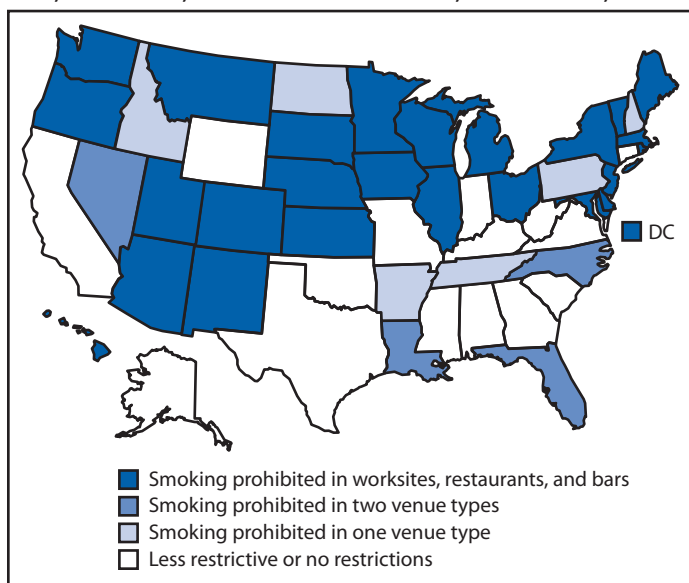 DC
Smoking prohibited in worksites, restaurants, and bars
Smoking prohibited in two venue types
Smoking prohibited in one venue type
Less restrictive or no restrictions